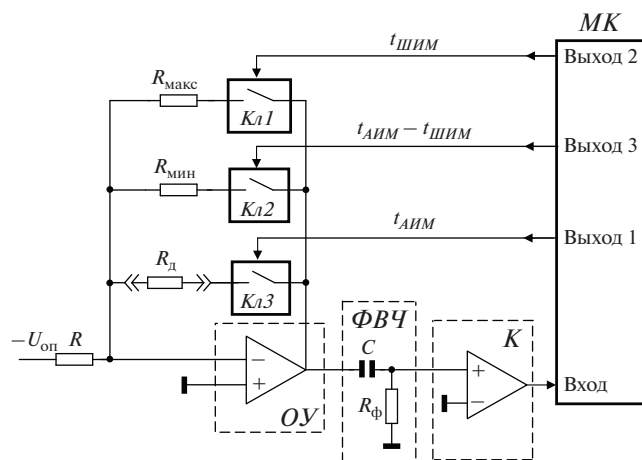 МК
t_ШИМ
Выход 2
R_макс
Кл1
t_АИМ − t_ШИМ
Выход 3
R_мин
Кл2
t_АИМ
Выход 1
R_д
Кл3
ФВЧ
−U_оп
R
C
К
−
+
+
−
Вход
R_ф
ОУ